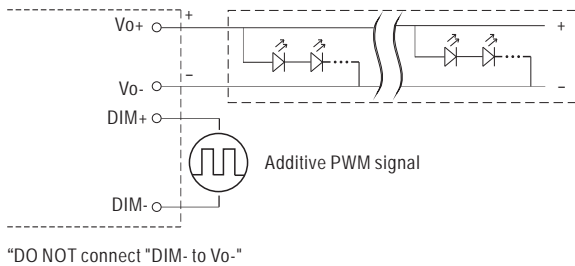 Vo+
+
+
Vo-
−
−
DIM+
Additive PWM signal
DIM-
“DO NOT connect "DIM- to Vo-"